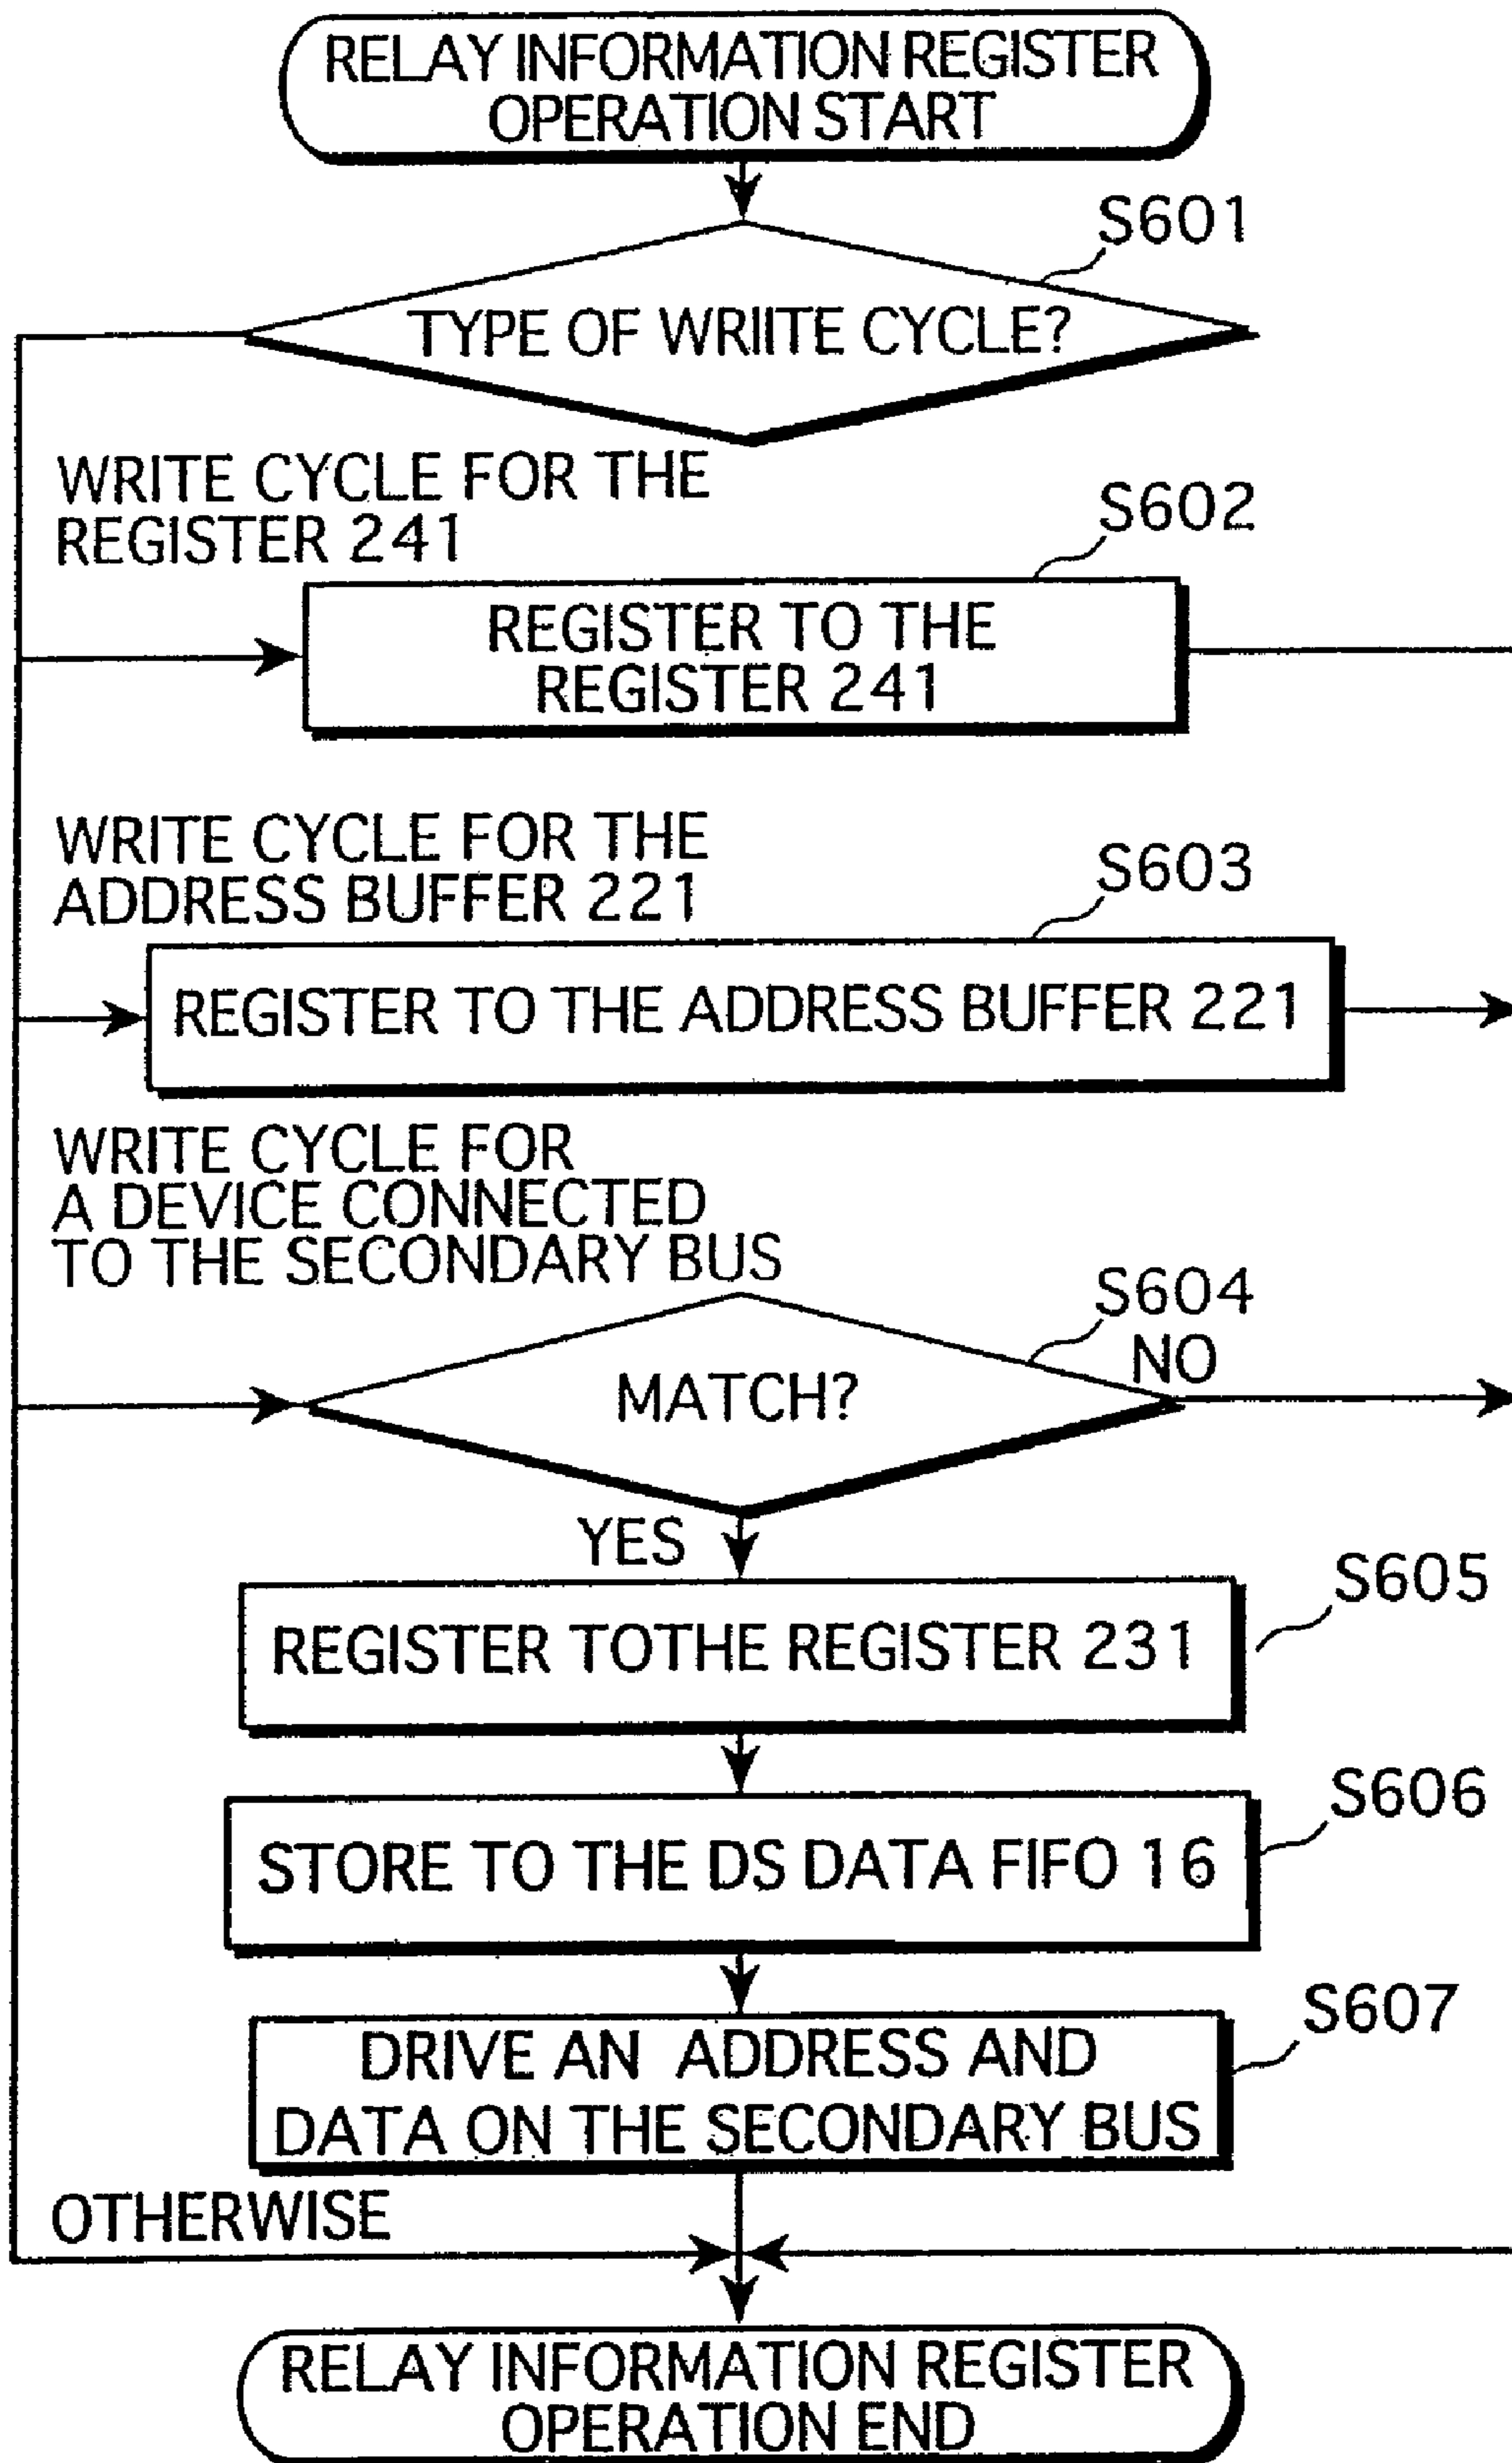 RELAY INFORMATION REGISTER
OPERATION START
S601
TYPE OF WRIITE CYCLE?
WRITE CYCLE FOR THE
REGISTER 241
S602
REGISTER TO THE
REGISTER 241
WRITE CYCLE FOR THE
ADDRESS BUFFER 221
S603
REGISTER TO THE ADDRESS BUFFER 221
WRITE CYCLE FOR
A DEVICE CONNECTED
TO THE SECONDARY BUS
S604
NO
MATCH?
YES
S605
REGISTER TOTHE REGISTER 231
S606
STORE TO THE DS DATA FIFO 16
S607
DRIVE AN ADDRESS AND
DATA ON THE SECONDARY BUS
OTHERWISE
RELAY INFORMATION REGISTER
OPERATION END